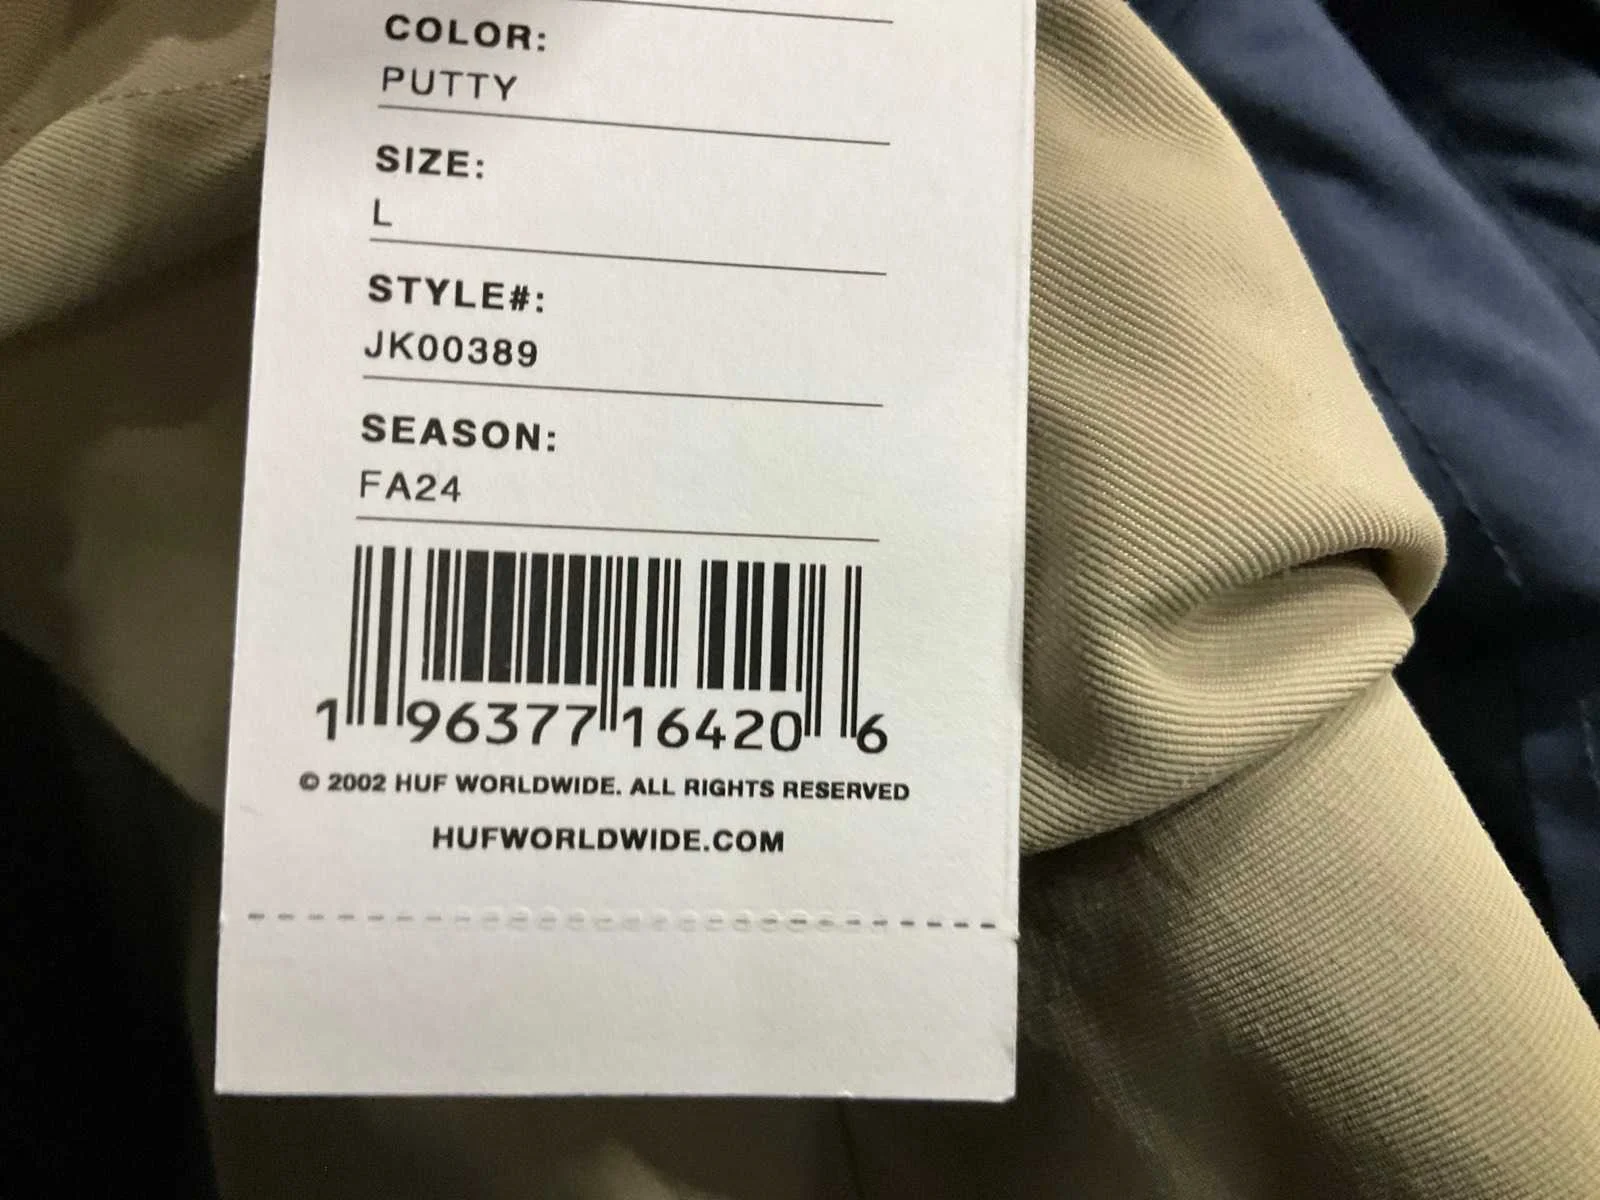 COLOR:
PUTTY
SIZE:
L
STYLE#:
JK00389
SEASON:
FA24
1 96377 16420 6
© 2002 HUF WORLDWIDE. ALL RIGHTS RESERVED
HUFWORLDWIDE.COM